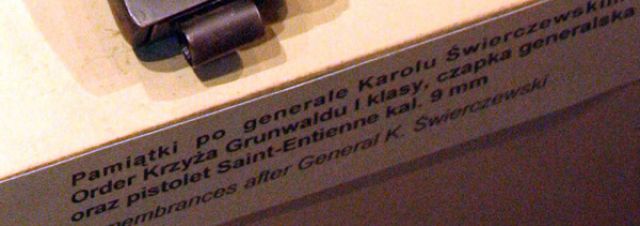 Pamiątki po generale Karolu Świerczewskim
Order Krzyża Grunwaldu I klasy, czapka generalska
oraz pistolet Saint-Entienne kal. 9 mm
membrances after General K. Świerczewski